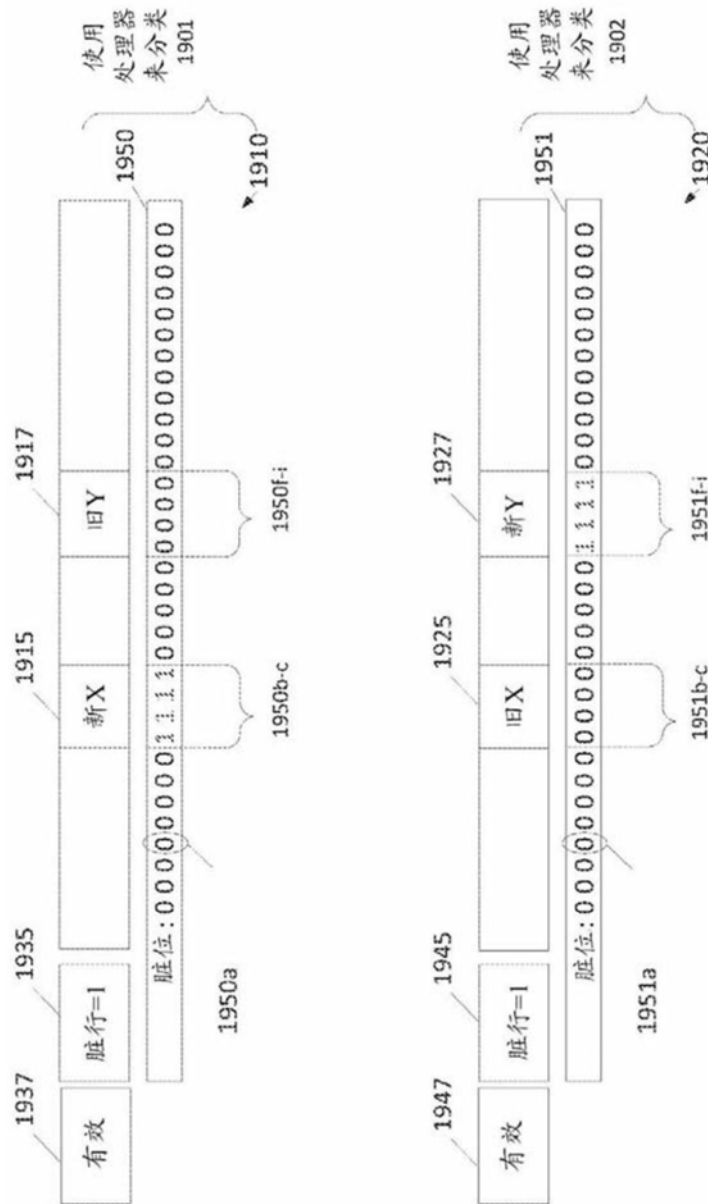 1937
1935
1915
1917
有效
脏行=1
新X
旧Y
1950
脏位:000000001111000000000000000000000
1950a
1950b-c
1950f-i
1910
使用
处理器
来分类
1901
1947
1945
1925
1927
有效
脏行=1
旧X
新Y
1951
脏位:000000000000000001111000000000000
1951a
1951b-c
1951f-i
1920
使用
处理器
来分类
1902